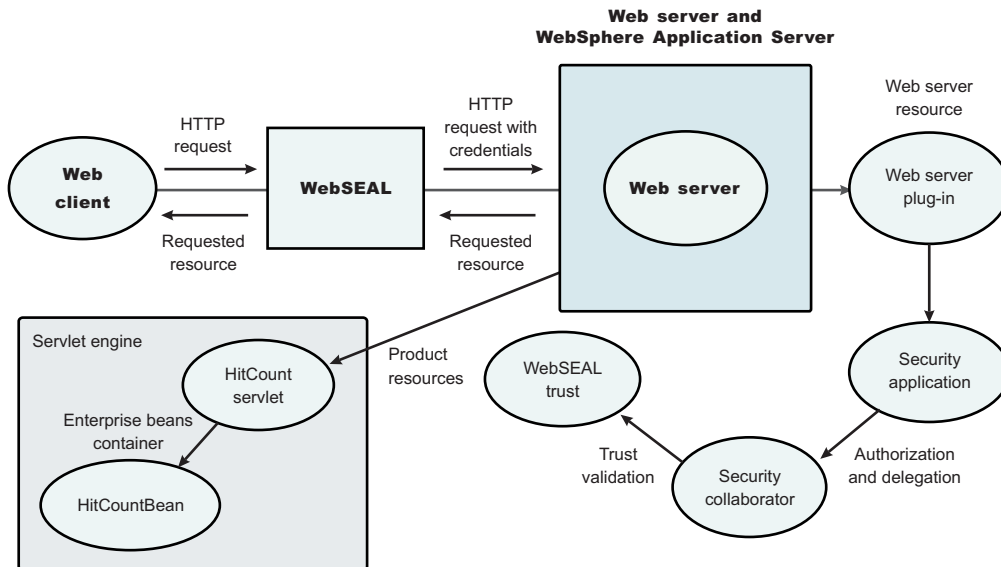 Web server and
WebSphere Application Server
Web server
resource
HTTP
request
HTTP
request with
credentials
Web
client
WebSEAL
Web server
Web server
plug-in
Requested
resource
Requested
resource
Servlet engine
HitCount
servlet
Product
resources
WebSEAL
trust
Security
application
Enterprise beans
container
HitCountBean
Trust
validation
Security
collaborator
Authorization
and delegation